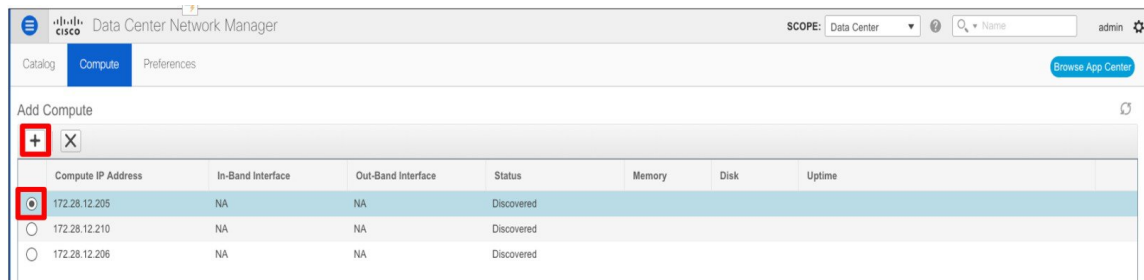 cisco Data Center Network Manager SCOPE: Data Center Name admin
Catalog Compute Preferences Browse App Center
Add Compute
Compute IP Address In-Band Interface Out-Band Interface Status Memory Disk Uptime
172.28.12.205 NA NA Discovered
172.28.12.210 NA NA Discovered
172.28.12.206 NA NA Discovered